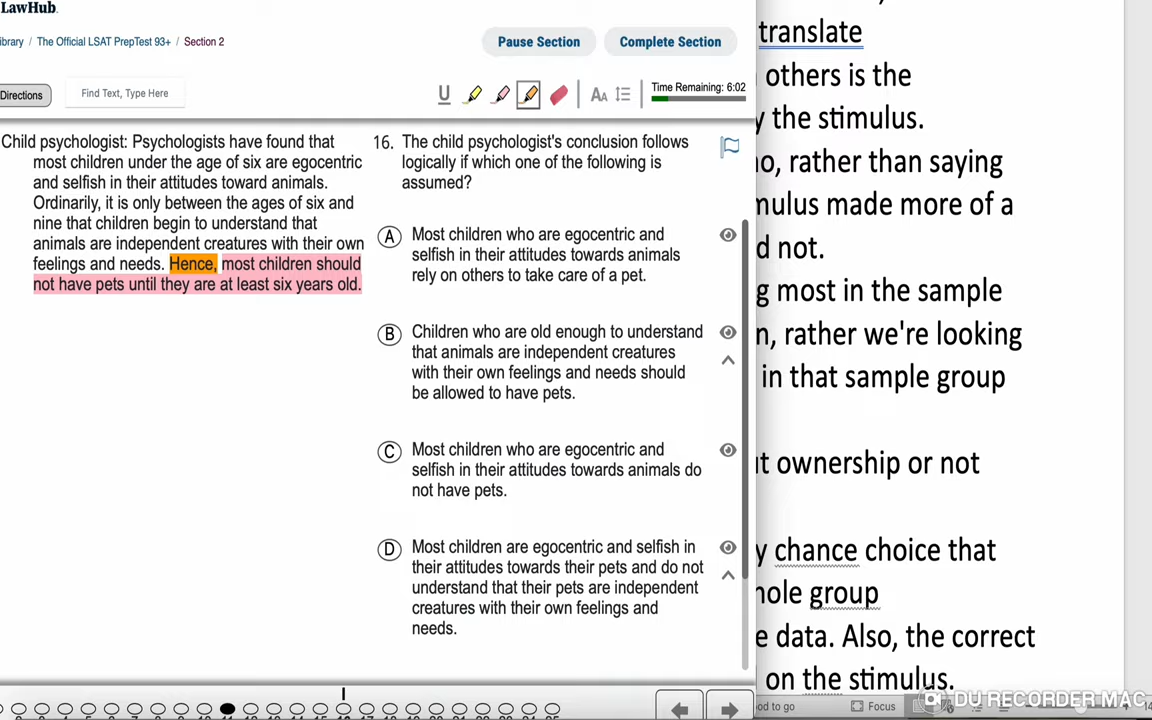 LawHub
ibrary / The Official LSAT PrepTest 93+ / Section 2
Pause Section
Complete Section
Directions
Find Text, Type Here
Time Remaining: 6:02
Child psychologist: Psychologists have found that
most children under the age of six are egocentric
and selfish in their attitudes toward animals.
Ordinarily, it is only between the ages of six and
nine that children begin to understand that
animals are independent creatures with their own
feelings and needs. Hence, most children should
not have pets until they are at least six years old.
16. The child psychologist's conclusion follows
logically if which one of the following is
assumed?
A Most children who are egocentric and
selfish in their attitudes towards animals
rely on others to take care of a pet.
B Children who are old enough to understand
that animals are independent creatures
with their own feelings and needs should
be allowed to have pets.
C Most children who are egocentric and
selfish in their attitudes towards animals do
not have pets.
D Most children are egocentric and selfish in
their attitudes towards their pets and do not
understand that their pets are independent
creatures with their own feelings and
needs.
translate
others is the
y the stimulus.
no, rather than saying
mulus made more of a
d not.
g most in the sample
n, rather we're looking
in that sample group
ut ownership or not
y chance choice that
hole group
e data. Also, the correct
on the stimulus.
od to go
Focus
DU RECORDER MAC